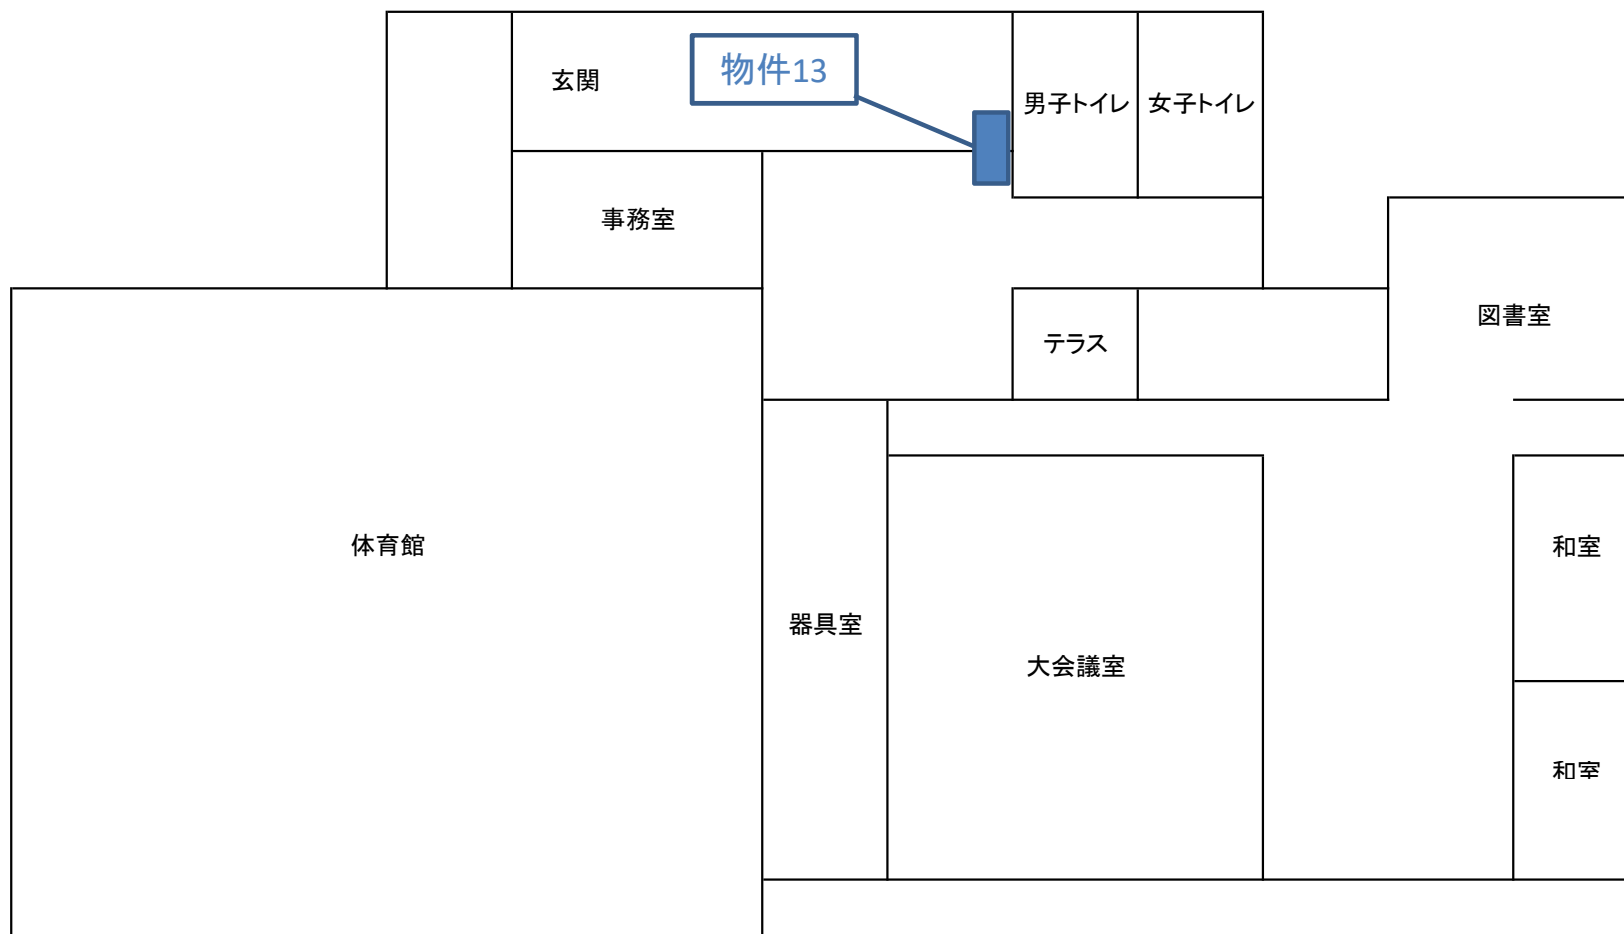 物件13
玄関
男子トイレ
女子トイレ
事務室
図書室
テラス
体育館
和室
器具室
大会議室
和室